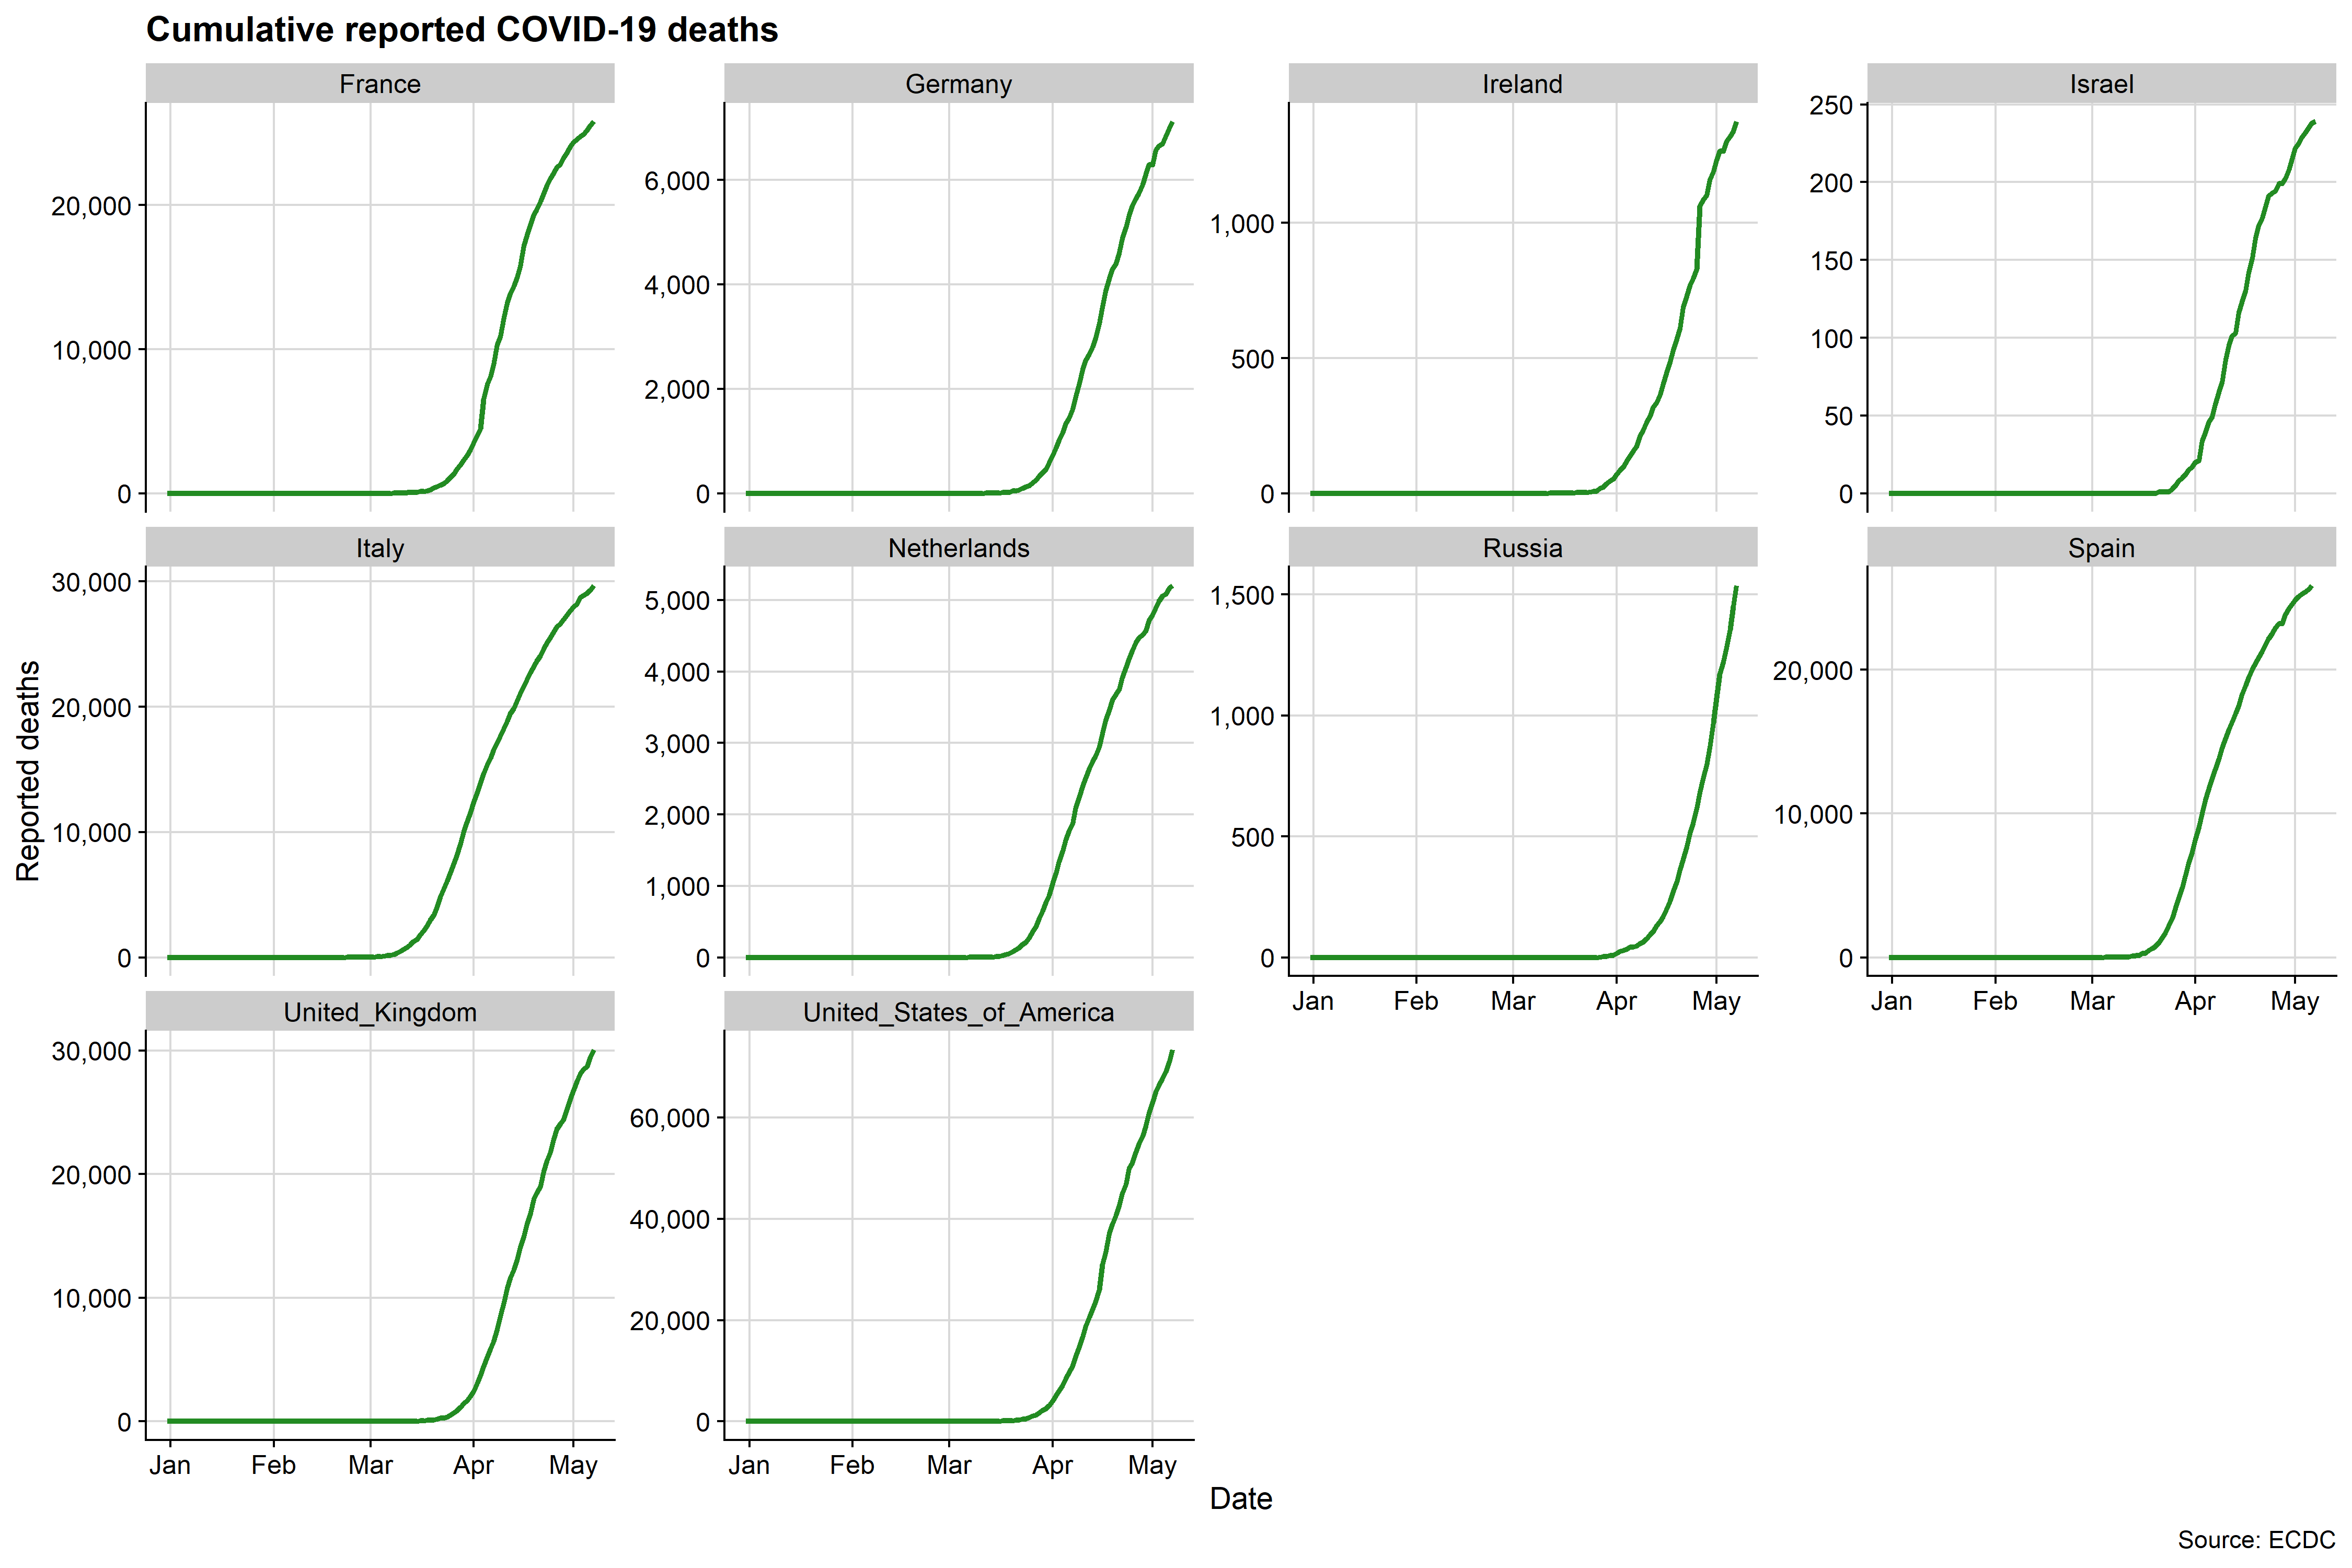 Cumulative reported COVID-19 deaths
France
Germany
Ireland
Israel
20,000
10,000
0
6,000
4,000
2,000
0
1,000
500
0
250
200
150
100
50
0
Italy
Netherlands
Russia
Spain
30,000
20,000
10,000
0
5,000
4,000
3,000
2,000
1,000
0
1,500
1,000
500
0
20,000
10,000
0
Jan Feb Mar Apr May
Jan Feb Mar Apr May
United_Kingdom
United_States_of_America
30,000
20,000
10,000
0
60,000
40,000
20,000
0
Jan Feb Mar Apr May
Jan Feb Mar Apr May
Reported deaths
Date
Source: ECDC